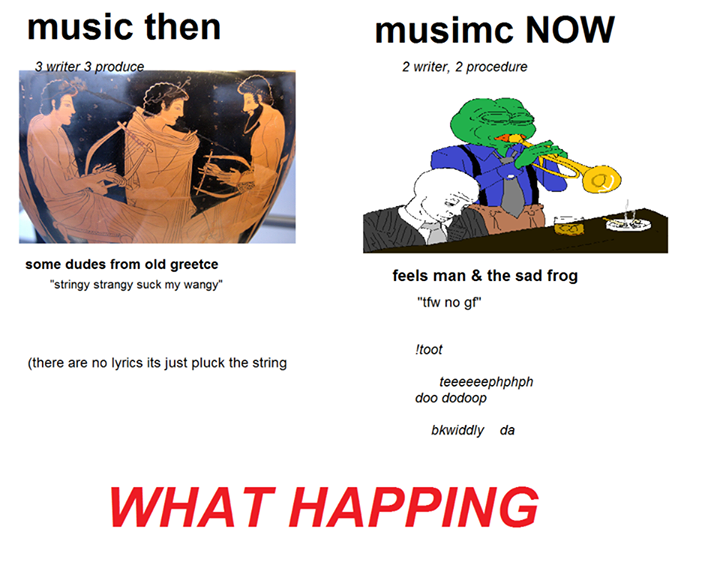 music then
3 writer 3 produce
some dudes from old greetce
"stringy strangy suck my wangy"
(there are no lyrics its just pluck the string
musimc NOW
2 writer, 2 procedure
feels man & the sad frog
"tfw no gf"
!toot
teeeeeephphph
doo dodoop
bkwiddly da
WHAT HAPPING